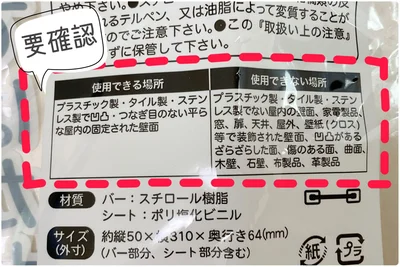 やめ下さい。
されるテルペン、又は油脂により変質すること
でご注意下さい。●この『取扱い上の注意』
ずに保管して下さい。
要確認
使用できる場所
プラスチック製・タイル製・ステン
レス製で凹凸・つなぎ目のない平ら
な屋内の固定された壁面
使用できない場所
プラスチック製・タイル製・ステン
レス製でない屋内の壁面、家電製品、
窓、扉、天井、屋外、壁紙(クロス)
等で装飾された壁面、凹凸がある
ざらざらした面、傷のある面、曲面、
木壁、石壁、布製品、革製品
材質
バー:スチロール樹脂
シート:ポリ塩化ビニル
サイズ
(外寸)
約縦50×横310×奥行き64(mm)
(バー部分、シート部分含む)
紙
プラ